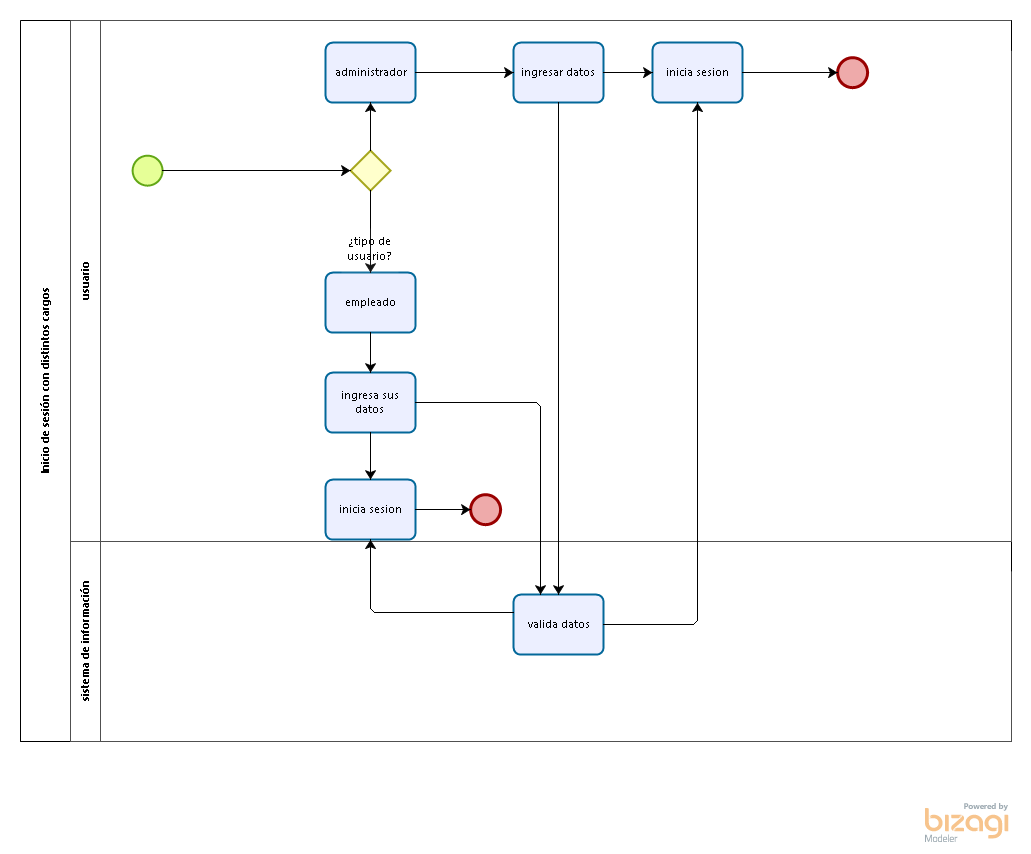 Inicio de sesión con distintos cargos
usuario
administrador
ingresar datos
inicia sesion
¿tipo de
usuario?
empleado
ingresa sus
datos
inicia sesion
sistema de información
valida datos
Powered by
bizagi
Modeler